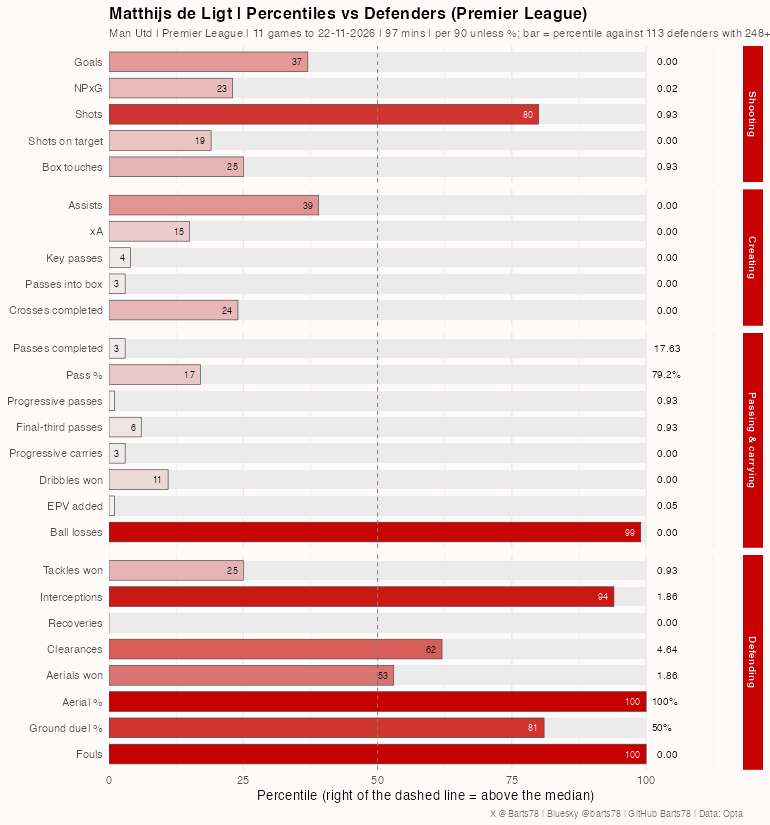 Matthijs de Ligt | Percentiles vs Defenders (Premier League)
Man Utd | Premier League | 11 games to 22-11-2026 | 97 mins | per 90 unless %; bar = percentile against 113 defenders with 248+
Goals 37 0.00
NPxG 23 0.02
Shots 80 0.93
Shots on target 19 0.00
Box touches 25 0.93
Shooting
Assists 39 0.00
xA 15 0.00
Key passes 4 0.00
Passes into box 3 0.00
Crosses completed 24 0.00
Creating
Passes completed 3 17.63
Pass % 17 79.2%
Progressive passes 0.93
Final-third passes 6 0.93
Progressive carries 3 0.00
Dribbles won 11 0.00
EPV added 0.05
Ball losses 99 0.00
Passing & carrying
Tackles won 25 0.93
Interceptions 94 1.86
Recoveries 0.00
Clearances 62 4.64
Aerials won 53 1.86
Aerial % 100 100%
Ground duel % 81 50%
Fouls 100 0.00
Defending
0 25 50 75 100
Percentile (right of the dashed line = above the median)
X @Barts78 | Bluesky @barts78 | GitHub Barts78 | Data: Opta